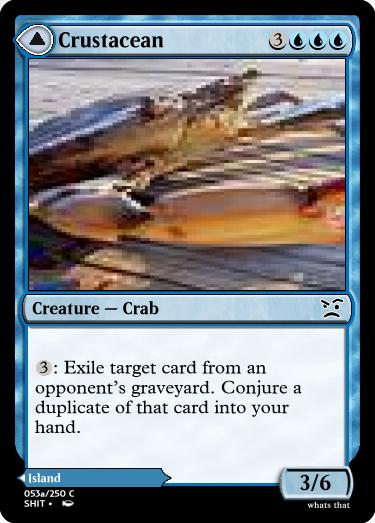 Crustacean 3
Creature — Crab
3: Exile target card from an
opponent's graveyard. Conjure a
duplicate of that card into your
hand.
Island
3/6
053a/250 C
SHIT •
whats that